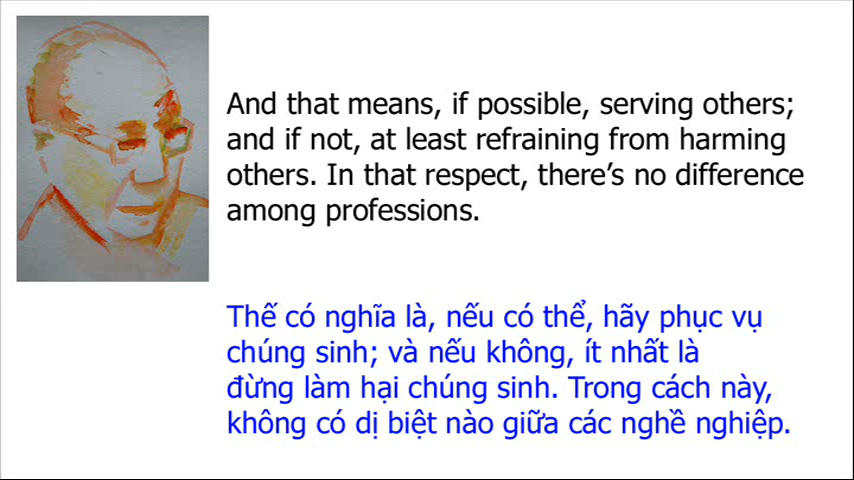 And that means, if possible, serving others;
and if not, at least refraining from harming
others. In that respect, there’s no difference
among professions.
Thế có nghĩa là, nếu có thể, hãy phục vụ
chúng sinh; và nếu không, ít nhất là
đừng làm hại chúng sinh. Trong cách này,
không có dị biệt nào giữa các nghề nghiệp.